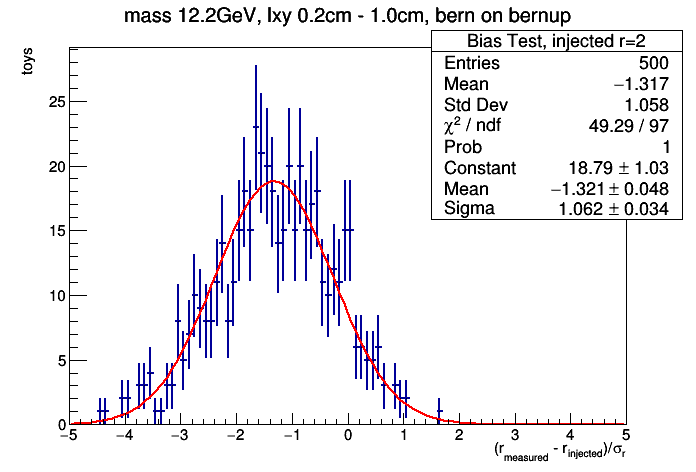 mass 12.2GeV, lxy 0.2cm - 1.0cm, bern on bernup
Bias Test, injected r=2
Entries 500
Mean −1.317
Std Dev 1.058
χ² / ndf 49.29 / 97
Prob 1
Constant 18.79 ± 1.03
Mean −1.321 ± 0.048
Sigma 1.062 ± 0.034
toys
25
20
15
10
5
0
−5 −4 −3 −2 −1 0 1 2 3 4 5
(r_measured - r_injected)/σ_r